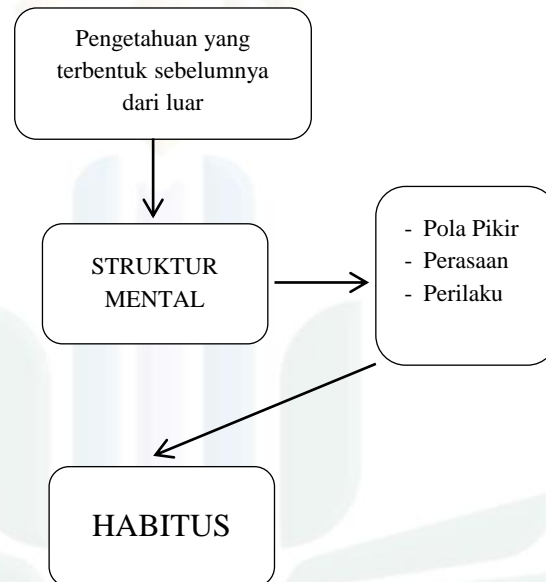 Pengetahuan yang
terbentuk sebelumnya
dari luar
STRUKTUR
MENTAL
- Pola Pikir
- Perasaan
- Perilaku
HABITUS